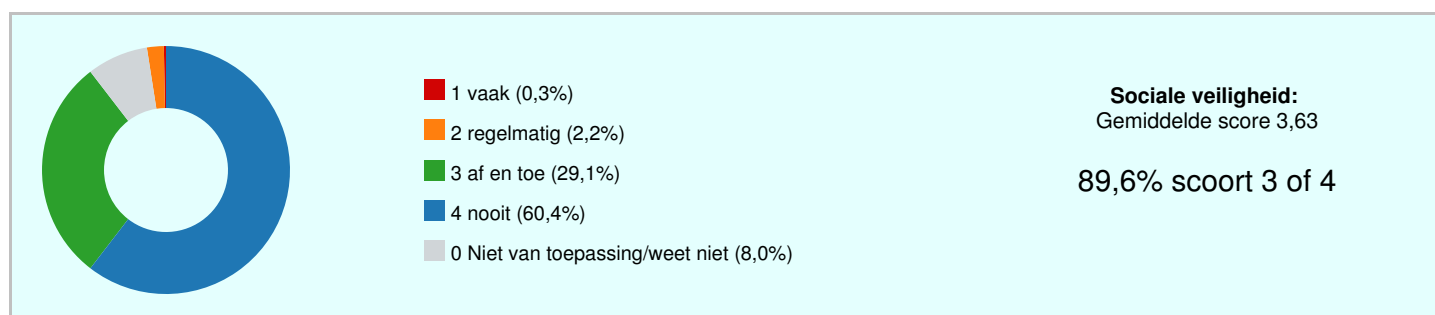 1 vaak (0,3%)
2 regelmatig (2,2%)
3 af en toe (29,1%)
4 nooit (60,4%)
0 Niet van toepassing/weet niet (8,0%)
Sociale veiligheid:
Gemiddelde score 3,63
89,6% scoort 3 of 4